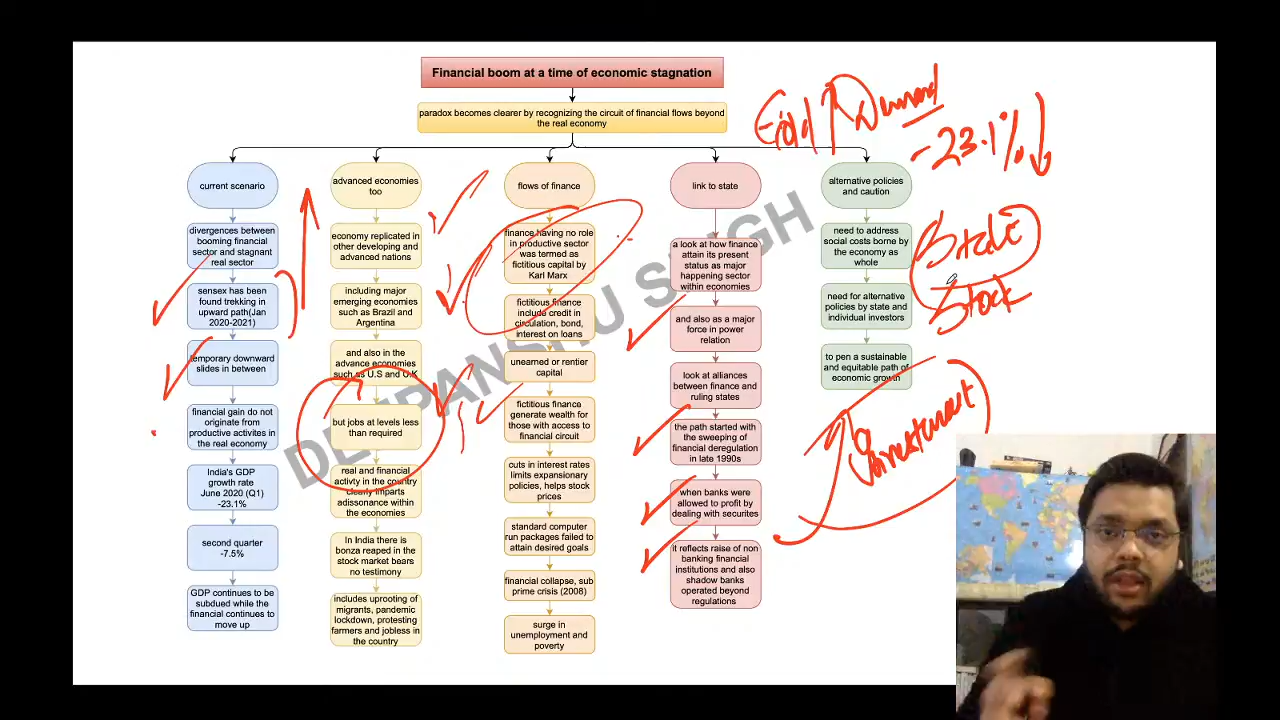 Financial boom at a time of economic stagnation
paradox becomes clearer by recognizing the circuit of financial flows beyond
the real economy
current scenario
divergences between
booming financial
sector and stagnant
real sector
sensex has been
found trekking in
upward path(Jan
2020-2021)
temporary downward
slides in between
financial gain do not
originate from
productive activites in
the real economy
India's GDP
growth rate
June 2020 (Q1)
-23.1%
second quarter
-7.5%
GDP continues to be
subdued while the
financial continues to
move up
advanced economies
too
economy replicated in
other developing and
advanced nations
including major
emerging economies
such as Brazil and
Argentina
And also in the
advance economies
such as U.S and U.K
but jobs at levels less
than required
real and financial
activty in the country
clearly imparts
adissonance within the
economies
In India there is
bonza reaped in the
stock market bears
no testimony
includes uprooting of
migrants, pandemic
lockdown, protesting
farmers and jobless in
the country
flows of finance
finance having no role
in productive sector
was termed as
fictitious capital by
Karl Marx
fictitious finance
include credit in
circulation, bond,
interest on loans
unearned or rentier
capital
fictitious finance
generate wealth for
those with access to
financial circuit
cuts in interest rates
limits expansionary
policies, helps stock
prices
standard computer
run packages failed to
attain desired goals
financial collapse, sub
prime crisis (2008)
surge in
unemployment and
poverty
link to state
a look at how finance
attain its present
status as major
happening sector
within economies
and also as a major
force in power
relation
look at alliances
between finance and
ruling states
the path started with
the sweeping of
financial deregulation
in late 1990s
when banks were
allowed to profit by
dealing with securites
it reflects raise of non
banking financial
institutions and also
shadow banks
operated beyond
regulations
alternative policies
and caution
need to address
social costs borne by
the economy as
whole
need for alternative
policies by state and
individual investors
to pen a sustainable
and equitable path of
economic growth
DEEPANSHU SINGH
Gold Demand
-23.1%
State
Stock